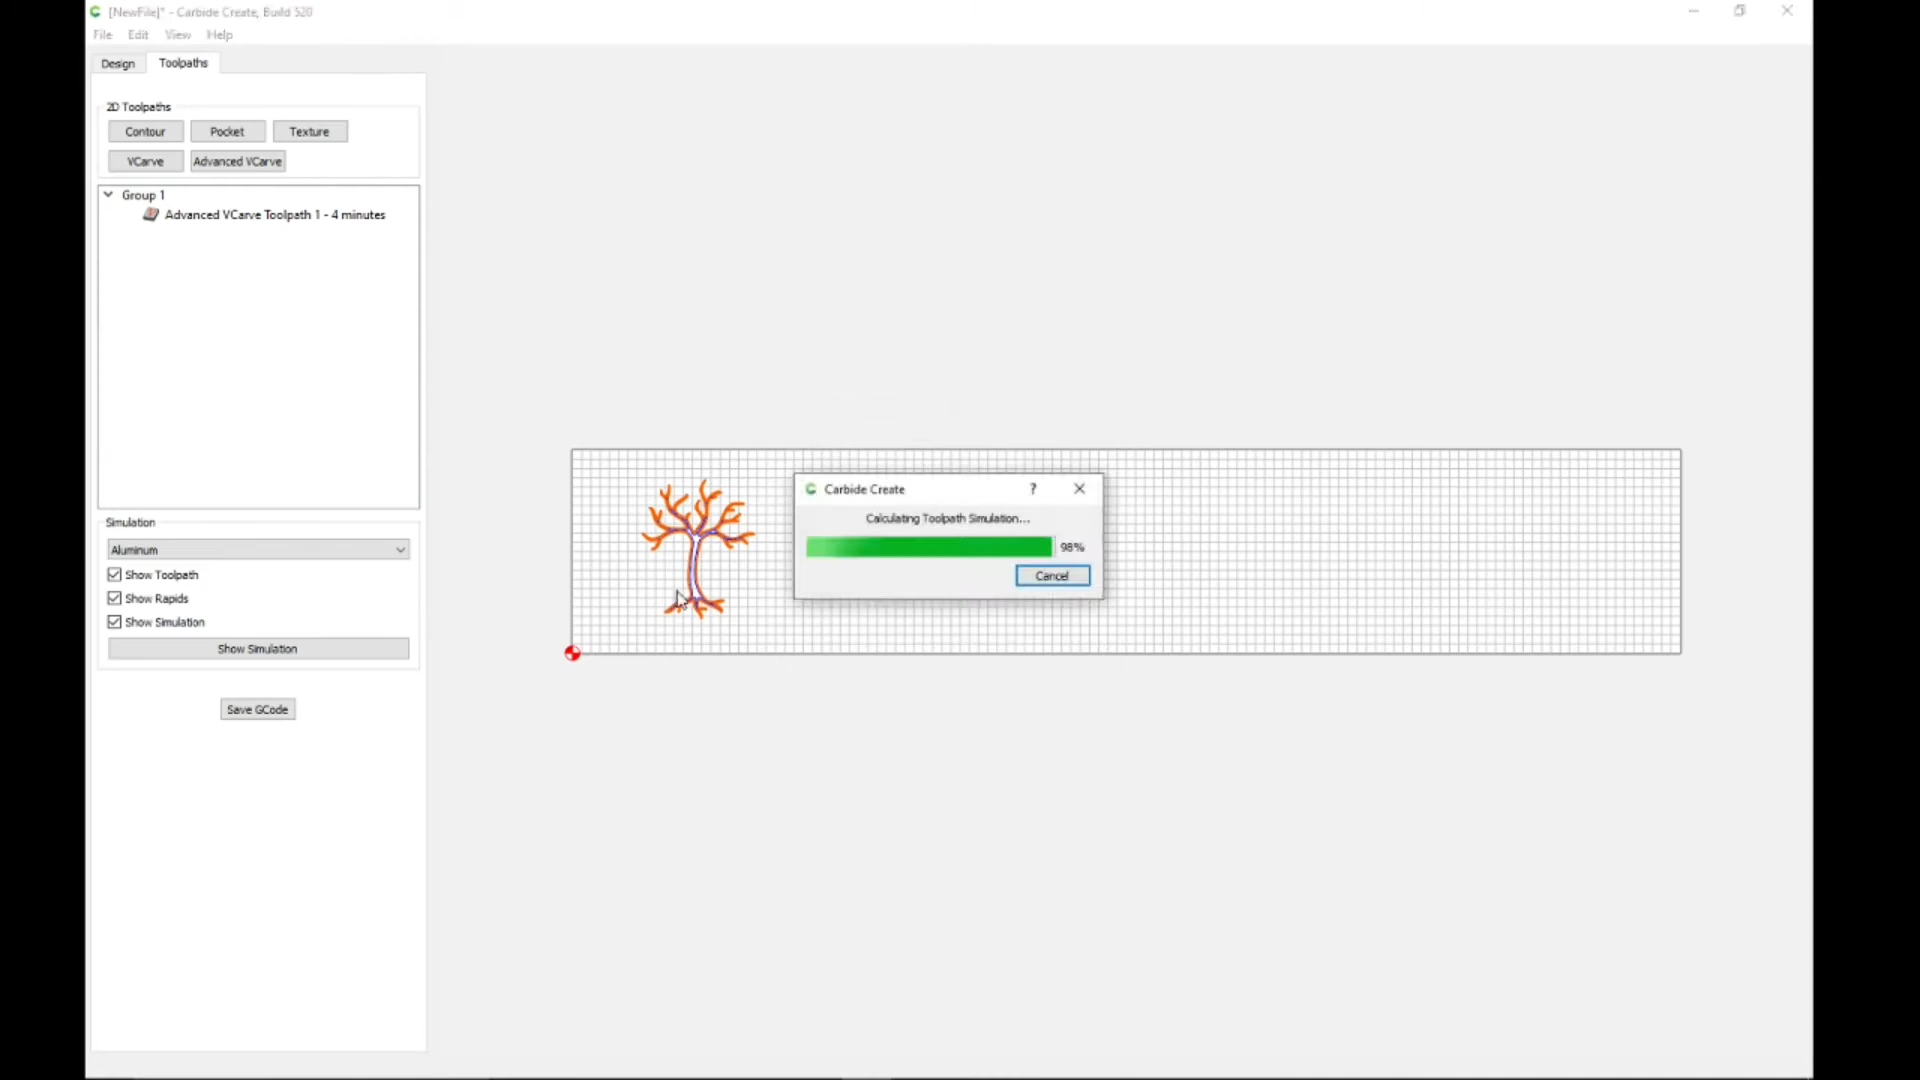 [NewFile]* - Carbide Create, Build 520
File Edit View Help
Design Toolpaths
2D Toolpaths
Contour Pocket Texture
VCarve Advanced VCarve
Group 1
Advanced VCarve Toolpath 1 - 4 minutes
Carbide Create ?
Calculating Toolpath Simulation...
98%
Cancel
Simulation
Aluminum
Show Toolpath
Show Rapids
Show Simulation
Show Simulation
Save GCode